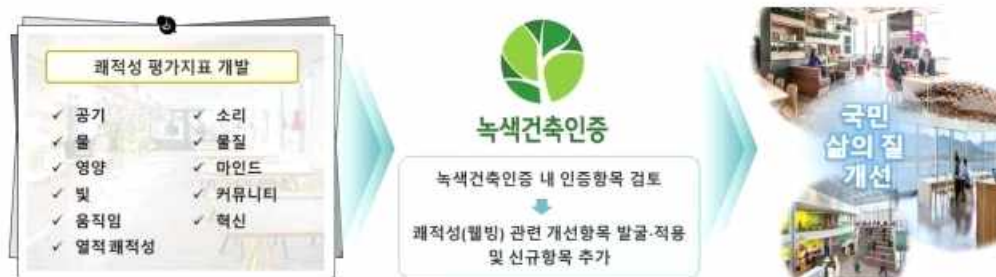 쾌적성 평가지표 개발
✓ 공기
✓ 물
✓ 영양
✓ 빛
✓ 움직임
✓ 열적쾌적성
✓ 소리
✓ 물질
✓ 마인드
✓ 커뮤니티
✓ 혁신
녹색건축인증
녹색건축인증 내 인증항목 검토
쾌적성(웰빙) 관련 개선항목 발굴·적용
및 신규항목 추가
국민
삶의 질
개선